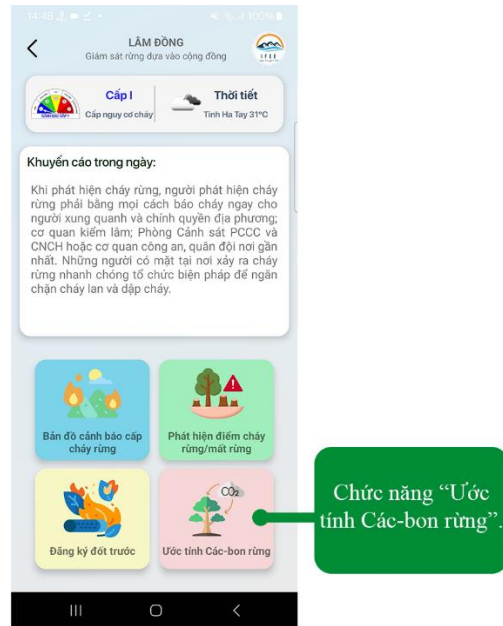 14:48
100%
LÂM ĐỒNG
Giám sát rừng dựa vào cộng đồng
IFEE
Cấp I
Cấp nguy cơ cháy
Thời tiết
Tinh Ha Tay 31°C
Khuyến cáo trong ngày:
Khi phát hiện cháy rừng, người phát hiện cháy
rừng phải bằng mọi cách báo cháy ngay cho
người xung quanh và chính quyền địa phương;
cơ quan kiểm lâm; Phòng Cảnh sát PCCC và
CNCH hoặc cơ quan công an, quân đội nơi gần
nhất. Những người có mặt tại nơi xảy ra cháy
rừng nhanh chóng tổ chức biện pháp để ngăn
chặn cháy lan và dập cháy.
Bản đồ cảnh báo cấp
cháy rừng
Phát hiện điểm cháy
rừng/mất rừng
CO₂
Đăng ký đốt trước
Ước tính Các-bon rừng
Chức năng “Ước
tính Các-bon rừng”.